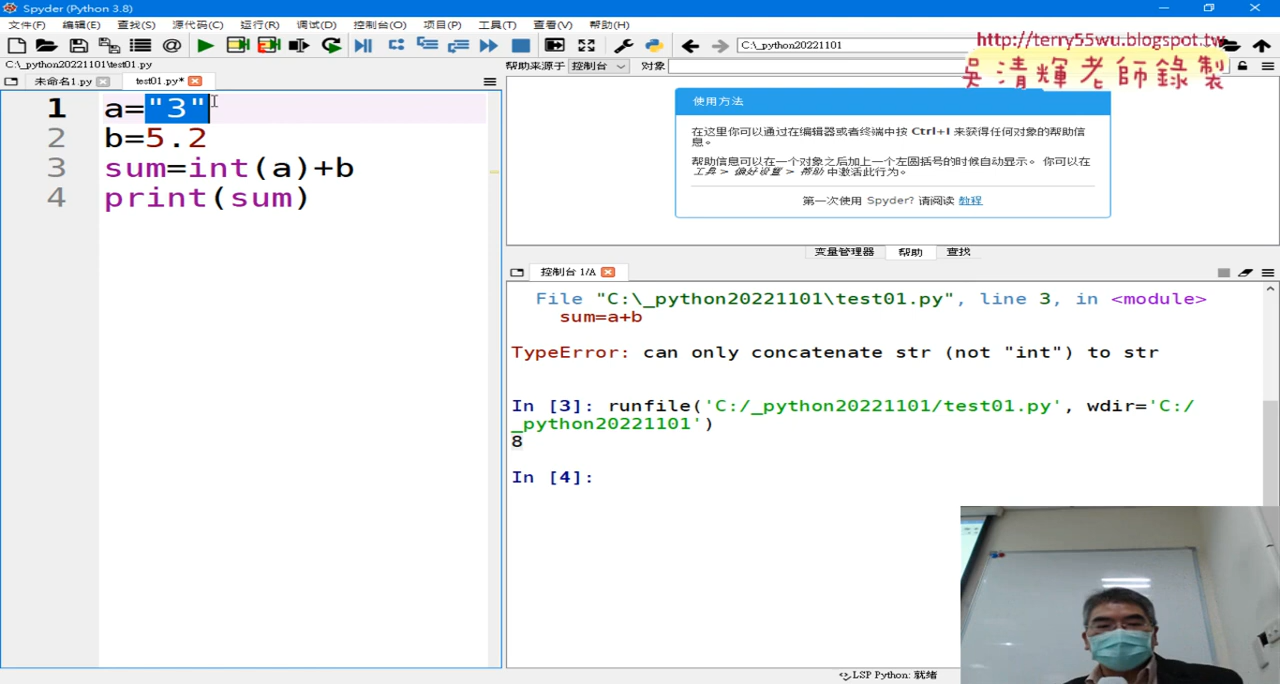 Spyder (Python 3.8)
文件(F) 编辑(E) 查找(S) 源代码(C) 运行(R) 调试(D) 控制台(O) 项目(P) 工具(T) 查看(V) 帮助(H)
C:\_python20221101
http://terry55wu.blogspot.tw
吳清輝老師錄製
C:\_python20221101\test01.py
未命名1.py
test01.py*
1 a="3"
2 b=5.2
3 sum=int(a)+b
4 print(sum)
帮助来源于 控制台 对象
使用方法
在这里你可以通过在编辑器或者终端中按 Ctrl+I 来获得任何对象的帮助信
息。
帮助信息可以在一个对象之后加上一个左圆括号的时候自动显示。 你可以在
工具 > 偏好设置 > 帮助 中激活此行为。
第一次使用 Spyder? 请阅读 教程
变量管理器 帮助 查找
控制台 1/A
File "C:\_python20221101\test01.py", line 3, in <module>
sum=a+b
TypeError: can only concatenate str (not "int") to str
In [3]: runfile('C:/_python20221101/test01.py', wdir='C:/
_python20221101')
8
In [4]:
LSP Python: 就绪